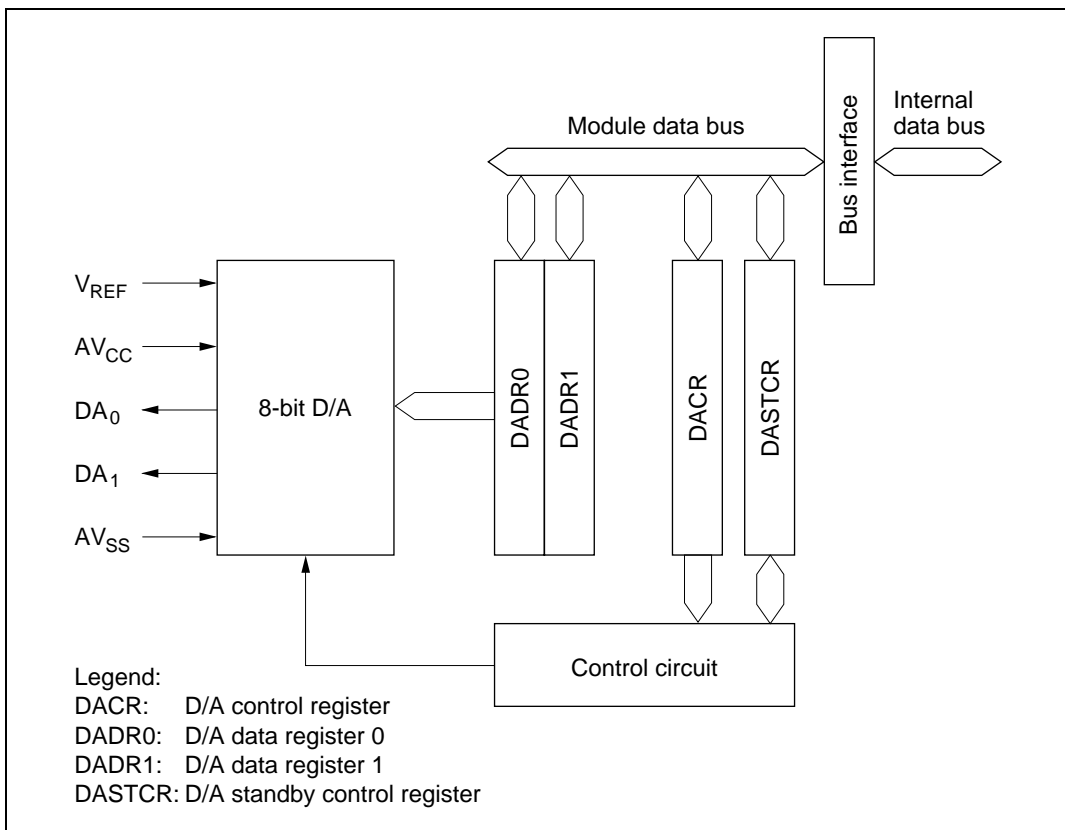 Module data bus
Bus interface
Internal
data bus
VREF
AVCC
DA0
DA1
AVSS
8-bit D/A
DADR0
DADR1
DACR
DASTCR
Control circuit
Legend:
DACR: D/A control register
DADR0: D/A data register 0
DADR1: D/A data register 1
DASTCR: D/A standby control register